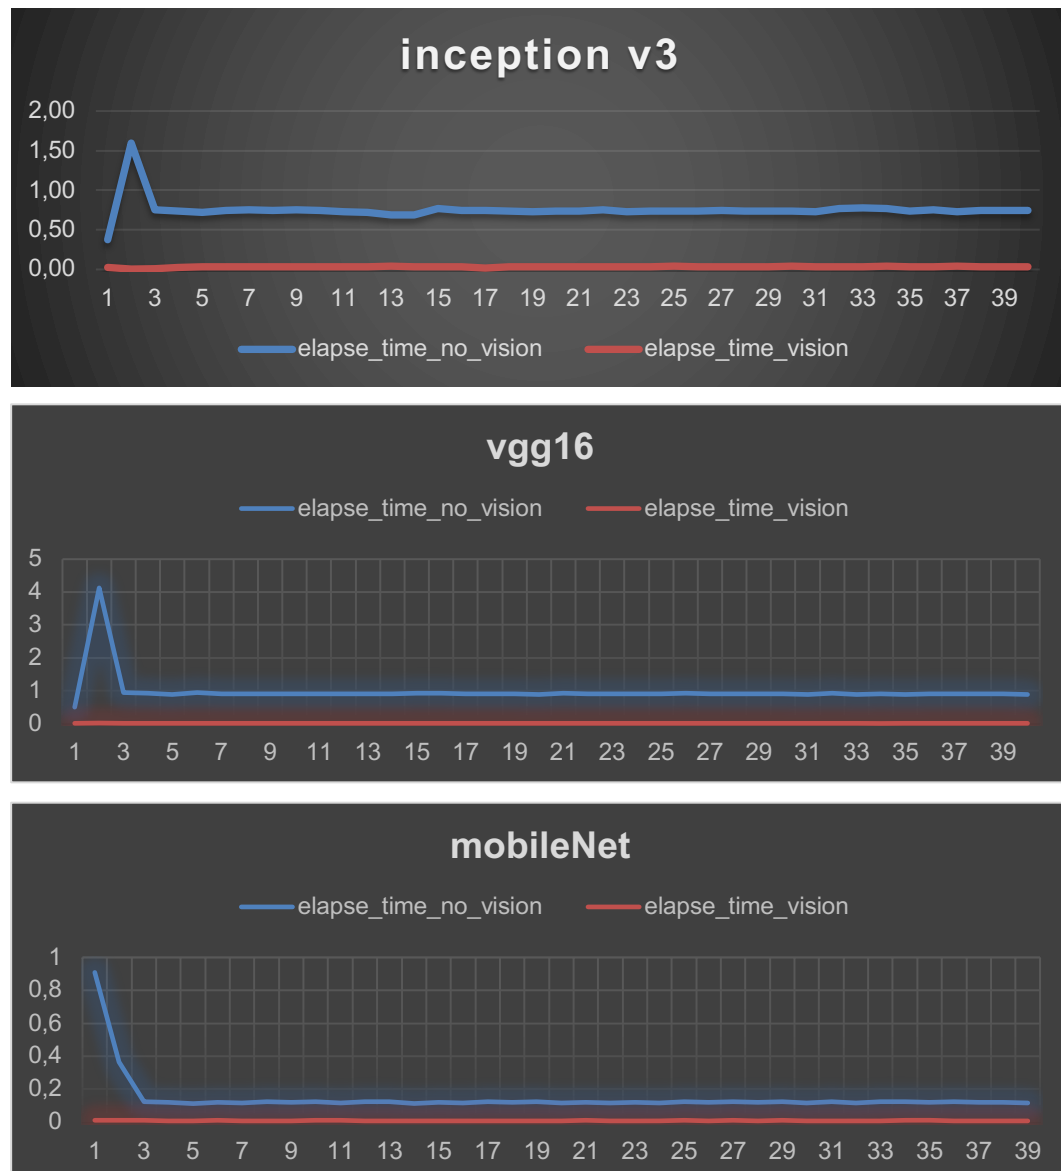 inception v3
2,00
1,50
1,00
0,50
0,00
1 3 5 7 9 11 13 15 17 19 21 23 25 27 29 31 33 35 37 39
elapse_time_no_vision elapse_time_vision
vgg16
elapse_time_no_vision elapse_time_vision
5
4
3
2
1
0
1 3 5 7 9 11 13 15 17 19 21 23 25 27 29 31 33 35 37 39
mobileNet
elapse_time_no_vision elapse_time_vision
1
0,8
0,6
0,4
0,2
0
1 3 5 7 9 11 13 15 17 19 21 23 25 27 29 31 33 35 37 39